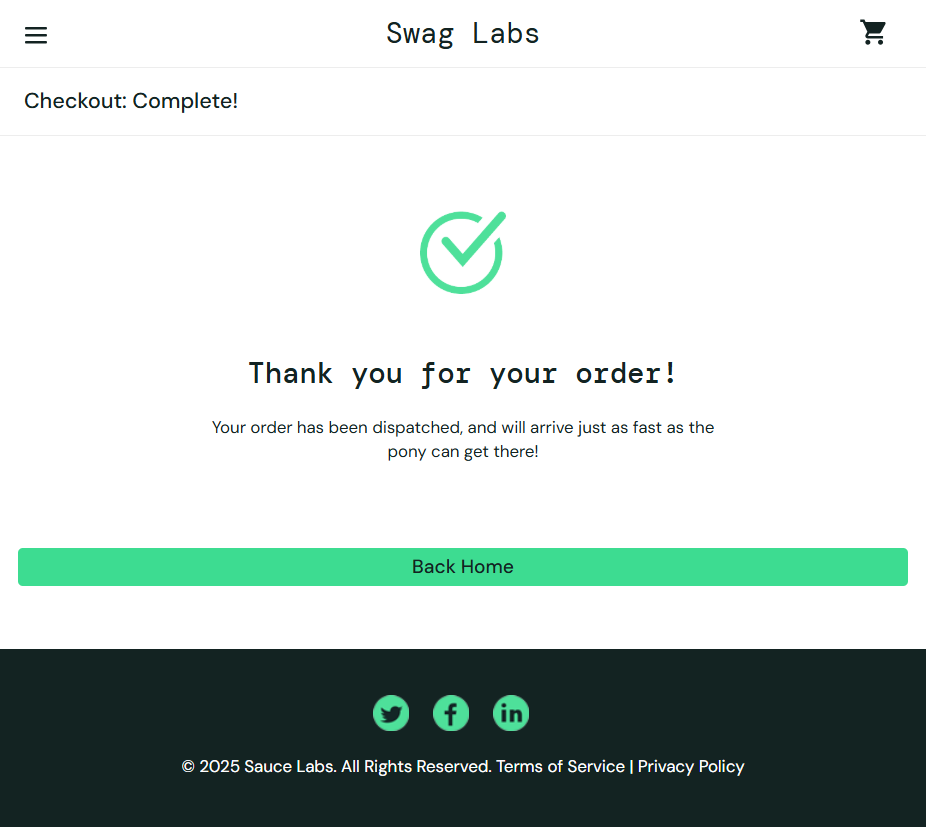 Swag Labs
Checkout: Complete!
Thank you for your order!
Your order has been dispatched, and will arrive just as fast as the
pony can get there!
Back Home
© 2025 Sauce Labs. All Rights Reserved. Terms of Service | Privacy Policy